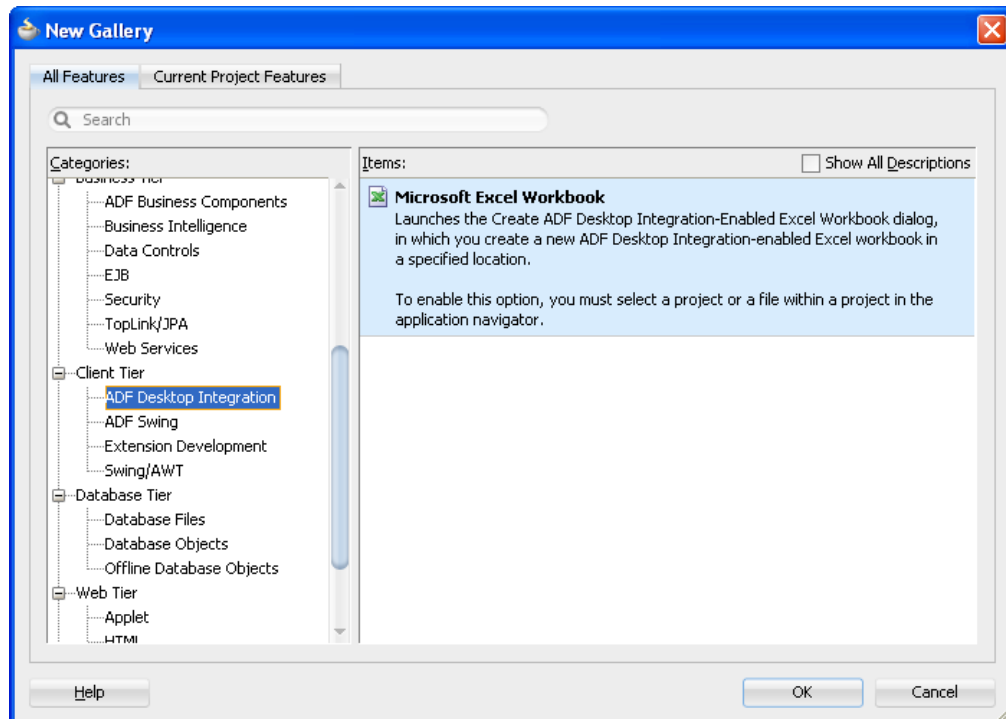 New Gallery
All Features
Current Project Features
Search
Categories:
Business Tier
ADF Business Components
Business Intelligence
Data Controls
EJB
Security
TopLink/JPA
Web Services
Client Tier
ADF Desktop Integration
ADF Swing
Extension Development
Swing/AWT
Database Tier
Database Files
Database Objects
Offline Database Objects
Web Tier
Applet
HTML
Items:
Show All Descriptions
Microsoft Excel Workbook
Launches the Create ADF Desktop Integration-Enabled Excel Workbook dialog,
in which you create a new ADF Desktop Integration-enabled Excel workbook in
a specified location.
To enable this option, you must select a project or a file within a project in the
application navigator.
Help
OK
Cancel